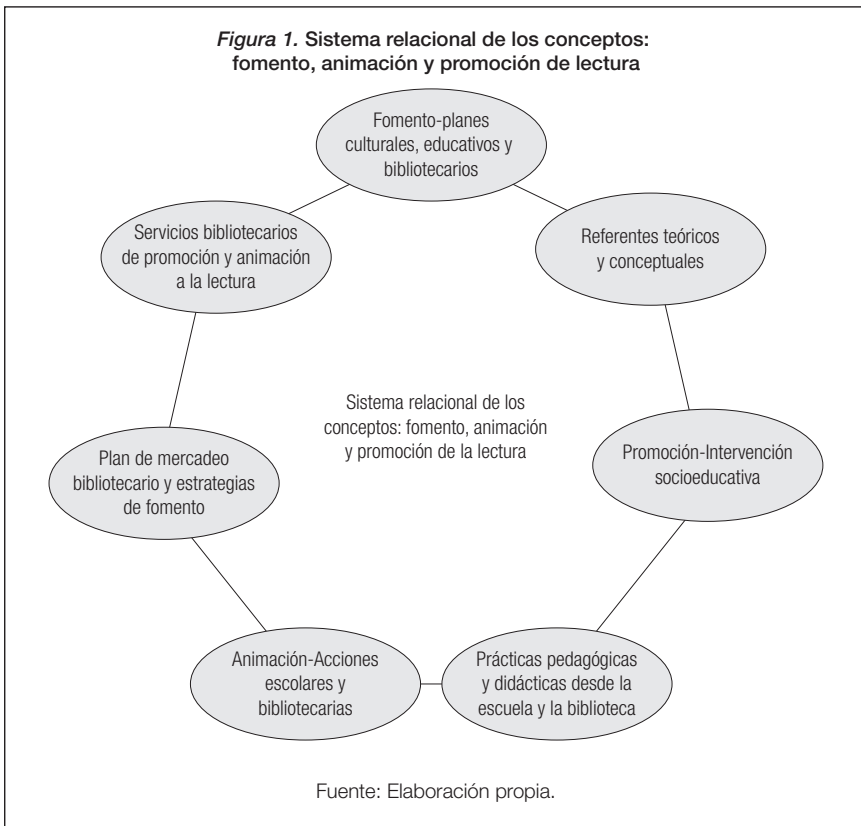 Figura 1. Sistema relacional de los conceptos:
fomento, animación y promoción de lectura
Fomento-planes
culturales, educativos y
bibliotecarios
Servicios bibliotecarios
de promoción y animación
a la lectura
Referentes teóricos
y conceptuales
Sistema relacional de los
conceptos: fomento, animación
y promoción de la lectura
Plan de mercadeo
bibliotecario y estrategias
de fomento
Promoción-Intervención
socioeducativa
Animación-Acciones
escolares y
bibliotecarias
Prácticas pedagógicas
y didácticas desde la
escuela y la biblioteca
Fuente: Elaboración propia.